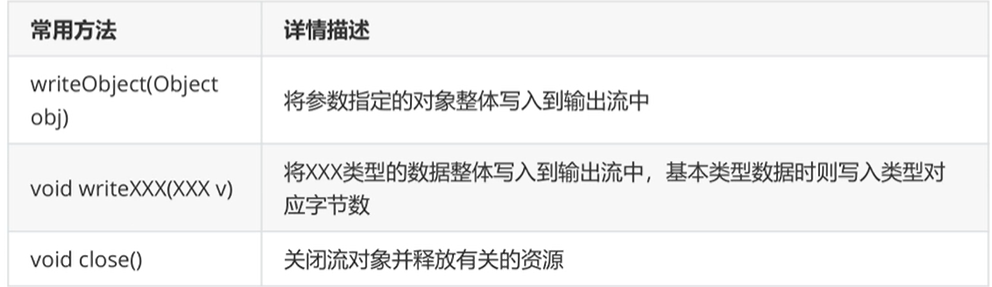 常用方法 详情描述
writeObject(Object
obj)
将参数指定的对象整体写入到输出流中
void writeXXX(XXX v)
将XXX类型的数据整体写入到输出流中，基本类型数据时则写入类型对
应字节数
void close() 关闭流对象并释放有关的资源